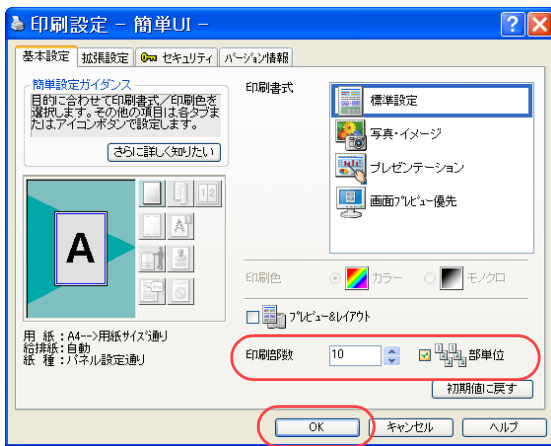 印刷設定 - 簡単UI -
基本設定 拡張設定 セキュリティ バージョン情報
簡単設定ガイダンス
目的に合わせて印刷書式/印刷色を
選択します。その他の項目は各タブま
たはアイコンボタンで設定します。
さらに詳しく知りたい
A
1 2
A
用 紙 : A4-->用紙サイズ通り
給排紙 : 自動
紙 種 : パネル設定通り
印刷書式
標準設定
写真・イメージ
プレゼンテーション
画面プレビュー優先
印刷色 カラー モノクロ
プレビュー&レイアウト
印刷部数 10 部単位
初期値に戻す
OK キャンセル ヘルプ